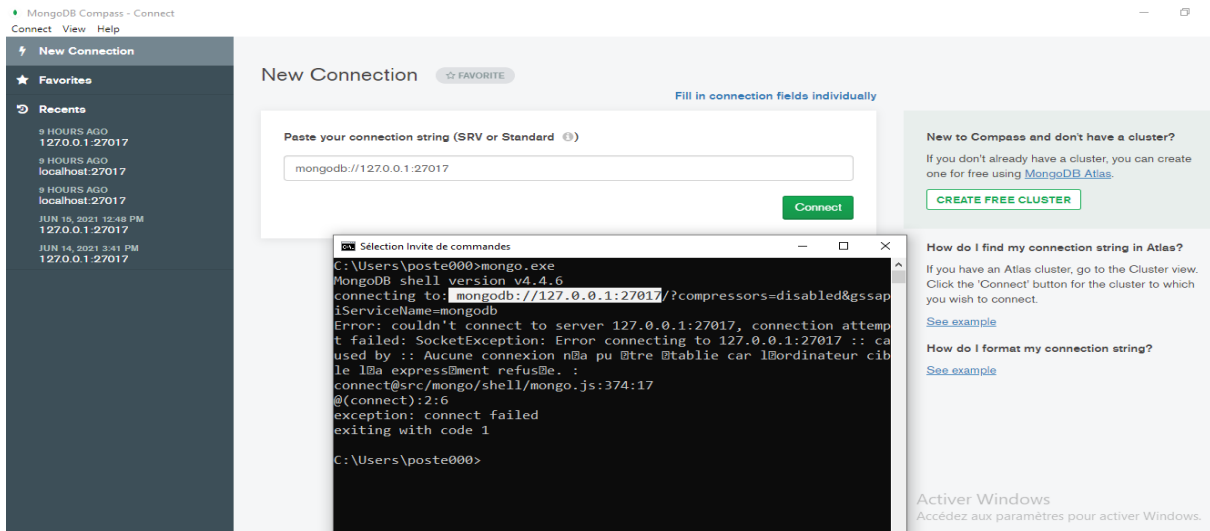 MongoDB Compass - Connect
Connect View Help
New Connection
Favorites
Recents
9 HOURS AGO
127.0.0.1:27017
9 HOURS AGO
localhost:27017
9 HOURS AGO
localhost:27017
JUN 15, 2021 12:48 PM
127.0.0.1:27017
JUN 14, 2021 3:41 PM
127.0.0.1:27017
New Connection
FAVORITE
Fill in connection fields individually
Paste your connection string (SRV or Standard)
mongodb://127.0.0.1:27017
Connect
New to Compass and don't have a cluster?
If you don't already have a cluster, you can create
one for free using MongoDB Atlas.
CREATE FREE CLUSTER
How do I find my connection string in Atlas?
If you have an Atlas cluster, go to the Cluster view.
Click the 'Connect' button for the cluster to which
you wish to connect.
See example
How do I format my connection string?
See example
Sélection Invite de commandes
C:\Users\poste000>mongo.exe
MongoDB shell version v4.4.6
connecting to: mongodb://127.0.0.1:27017/?compressors=disabled&gssap
iServiceName=mongodb
Error: couldn't connect to server 127.0.0.1:27017, connection attemp
t failed: SocketException: Error connecting to 127.0.0.1:27017 :: ca
used by :: Aucune connexion n�a pu �tre �tablie car l�ordinateur cib
le l�a express�ment refus�e. :
connect@src/mongo/shell/mongo.js:374:17
@(connect):2:6
exception: connect failed
exiting with code 1
C:\Users\poste000>
Activer Windows
Accédez aux paramètres pour activer Windows.